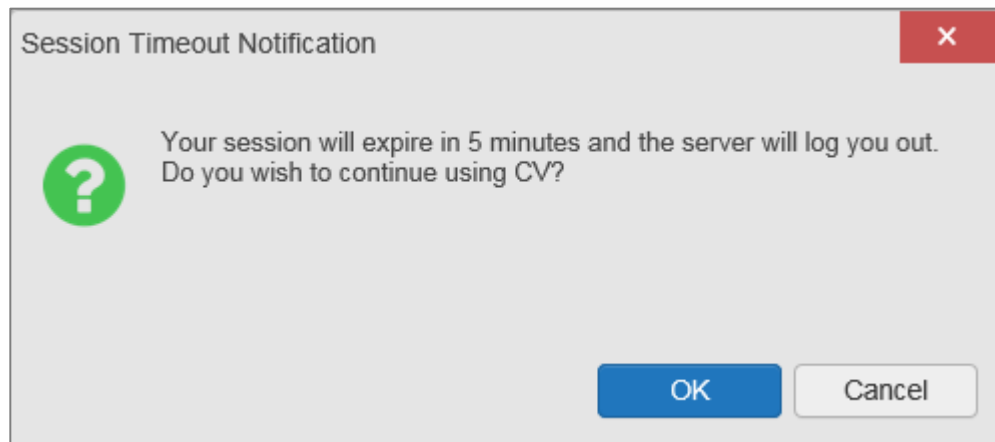 Session Timeout Notification
Your session will expire in 5 minutes and the server will log you out.
Do you wish to continue using CV?
OK
Cancel